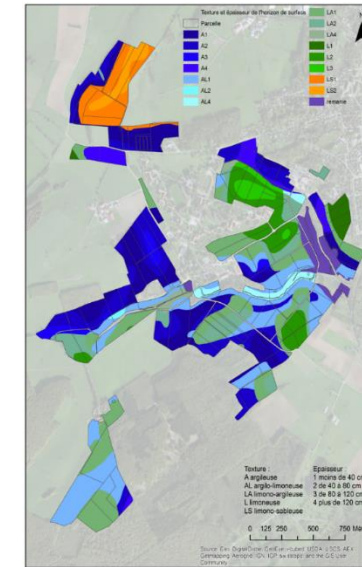 Texture et épaisseur de l'horizon de surface
Parcelle
A1
A2
A3
A4
AL1
AL2
AL4
LA1
LA2
LA4
L1
L2
L3
LS1
LS2
remanié
Texture :
A argileuse
AL argilo-limoneuse
LA limono-argileuse
L limoneuse
LS limono-sableuse
Epaisseur :
1 moins de 40 cm
2 de 40 à 80 cm
3 de 80 à 120 cm
4 plus de 120 cm
0 125 250 500 750
Community